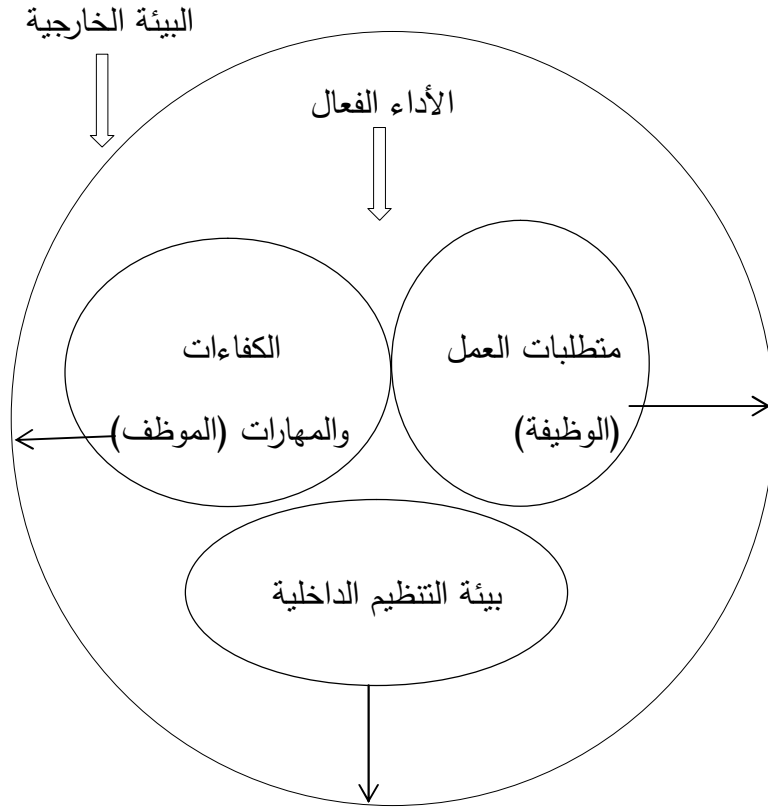 البيئة الخارجية
الأداء الفعال
متطلبات العمل
(الوظيفة)
الكفاءات
والمهارات (الموظف)
بيئة التنظيم الداخلية